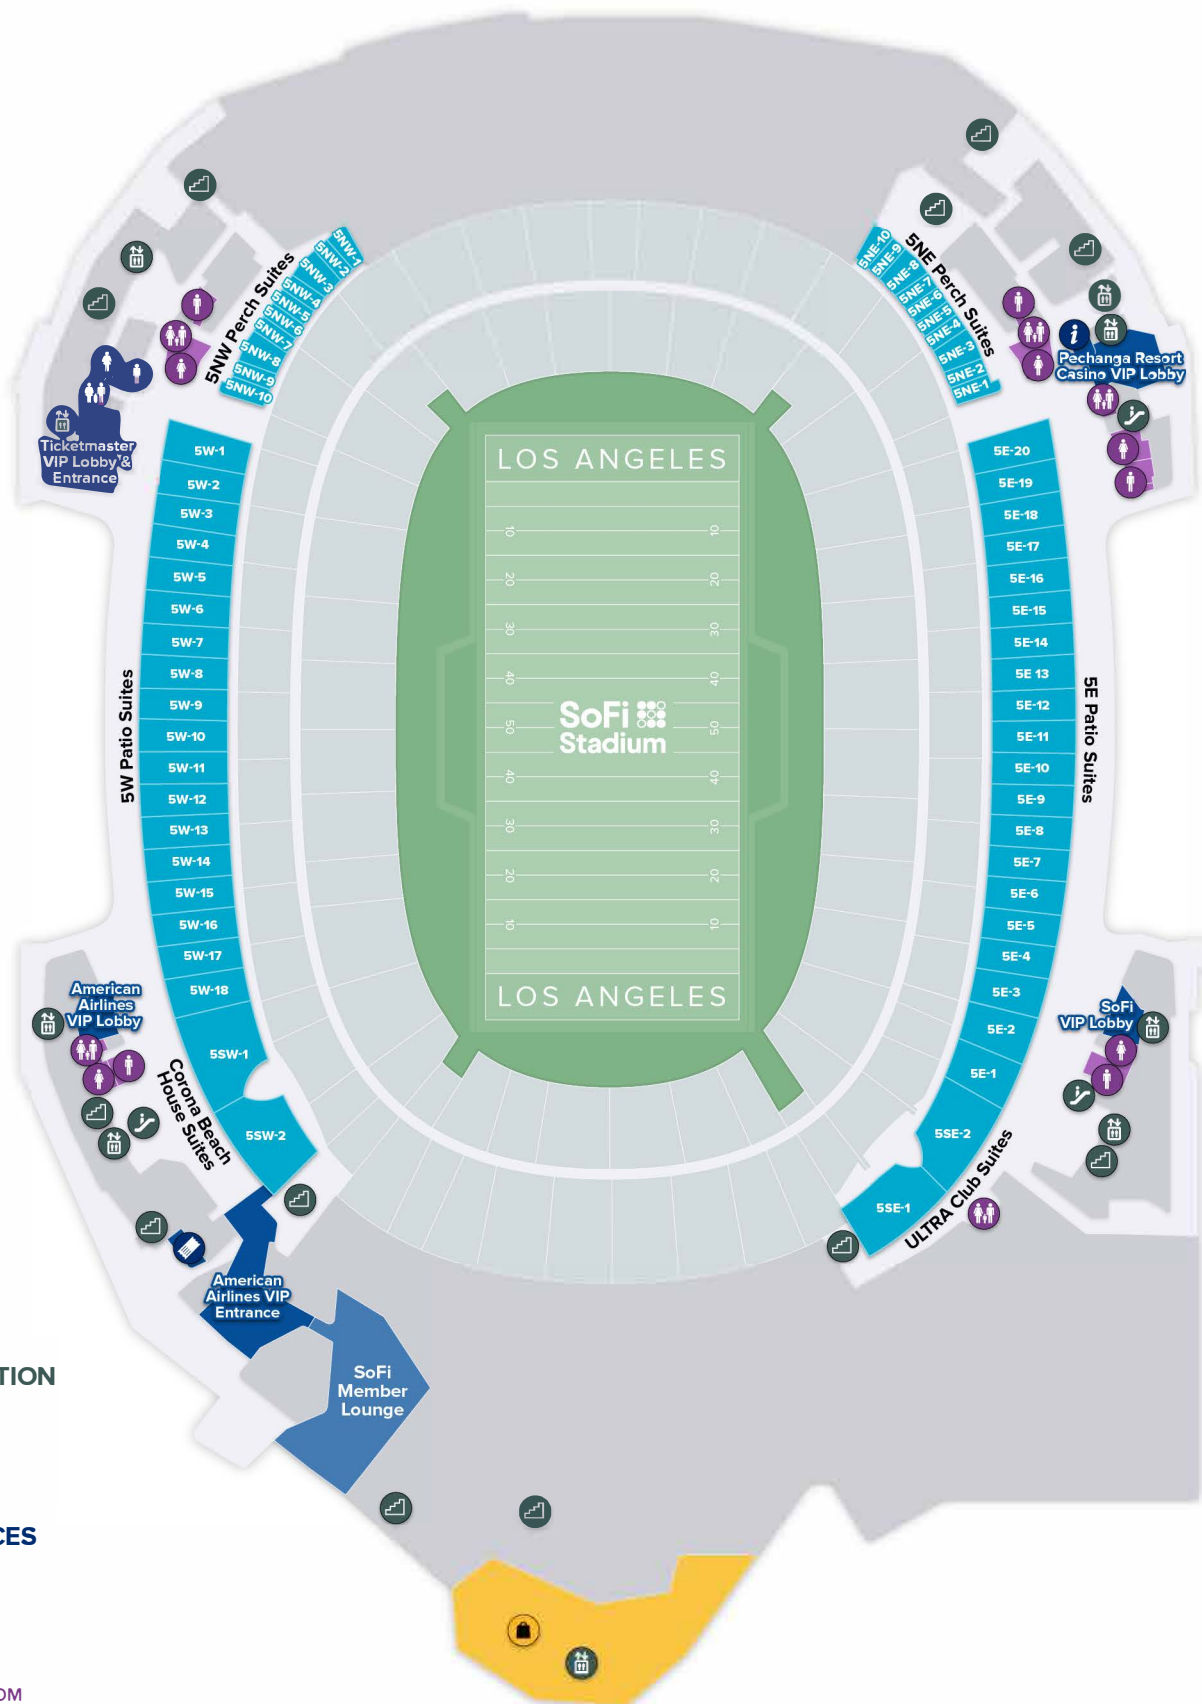 5NW Perch Suites
5NW-1
5NW-2
5NW-3
5NW-4
5NW-5
5NW-6
5NW-7
5NW-8
5NW-9
5NW-10
5NE Perch Suites
5NE-10
5NE-9
5NE-8
5NE-7
5NE-6
5NE-5
5NE-4
5NE-3
5NE-2
5NE-1
Pechanga Resort
Casino VIP Lobby
Ticketmaster
VIP Lobby &
Entrance
5W Patio Suites
5W-1
5W-2
5W-3
5W-4
5W-5
5W-6
5W-7
5W-8
5W-9
5W-10
5W-11
5W-12
5W-13
5W-14
5W-15
5W-16
5W-17
5W-18
5SW-1
5SW-2
LOS ANGELES
10 10
20 20
30 30
40 40
SoFi
Stadium
50 50
40 40
30 30
20 20
10 10
LOS ANGELES
5E Patio Suites
5E-20
5E-19
5E-18
5E-17
5E-16
5E-15
5E-14
5E 13
5E-12
5E-11
5E-10
5E-9
5E-8
5E-7
5E-6
5E-5
5E-4
5E-3
5E-2
5E-1
5SE-2
5SE-1
American
Airlines
VIP Lobby
Corona Beach
House Suites
SoFi
VIP Lobby
ULTRA Club Suites
American
Airlines VIP
Entrance
SoFi
Member
Lounge
TION
CES
OM